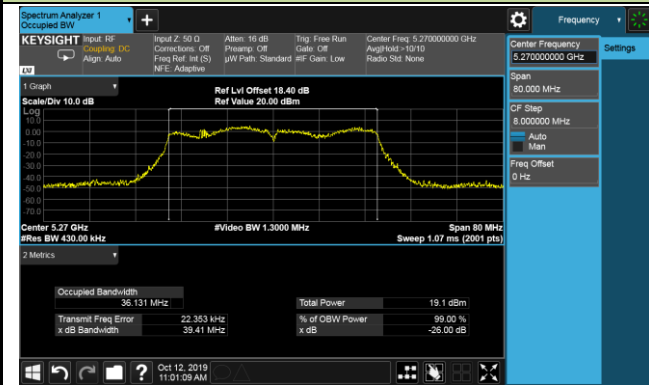 Spectrum Analyzer 1
Occupied BW
+
Frequency
KEYSIGHT
Input: RF
Coupling: DC
Align: Auto
Input Z: 50 Ω
Corrections: Off
Freq Ref: Int (S)
NFE: Adaptive
Atten: 16 dB
Preamp: Off
µW Path: Standard
Trig: Free Run
Gate: Off
#IF Gain: Low
Center Freq: 5.270000000 GHz
Avg|Hold:>10/10
Radio Std: None
LXI
Center Frequency
5.270000000 GHz
Settings
Span
80.000 MHz
CF Step
8.000000 MHz
Auto
Man
Freq Offset
0 Hz
1 Graph
Scale/Div 10.0 dB
Ref Lvl Offset 18.40 dB
Ref Value 20.00 dBm
Log
10.0
0.00
-10.0
-20.0
-30.0
-40.0
-50.0
-60.0
-70.0
Center 5.27 GHz
#Video BW 1.3000 MHz
Span 80 MHz
#Res BW 430.00 kHz
Sweep 1.07 ms (2001 pts)
2 Metrics
Occupied Bandwidth
36.131 MHz
Total Power 19.1 dBm
Transmit Freq Error 22.353 kHz
% of OBW Power 99.00 %
x dB Bandwidth 39.41 MHz
x dB -26.00 dB
?
Oct 12, 2019
11:01:09 AM